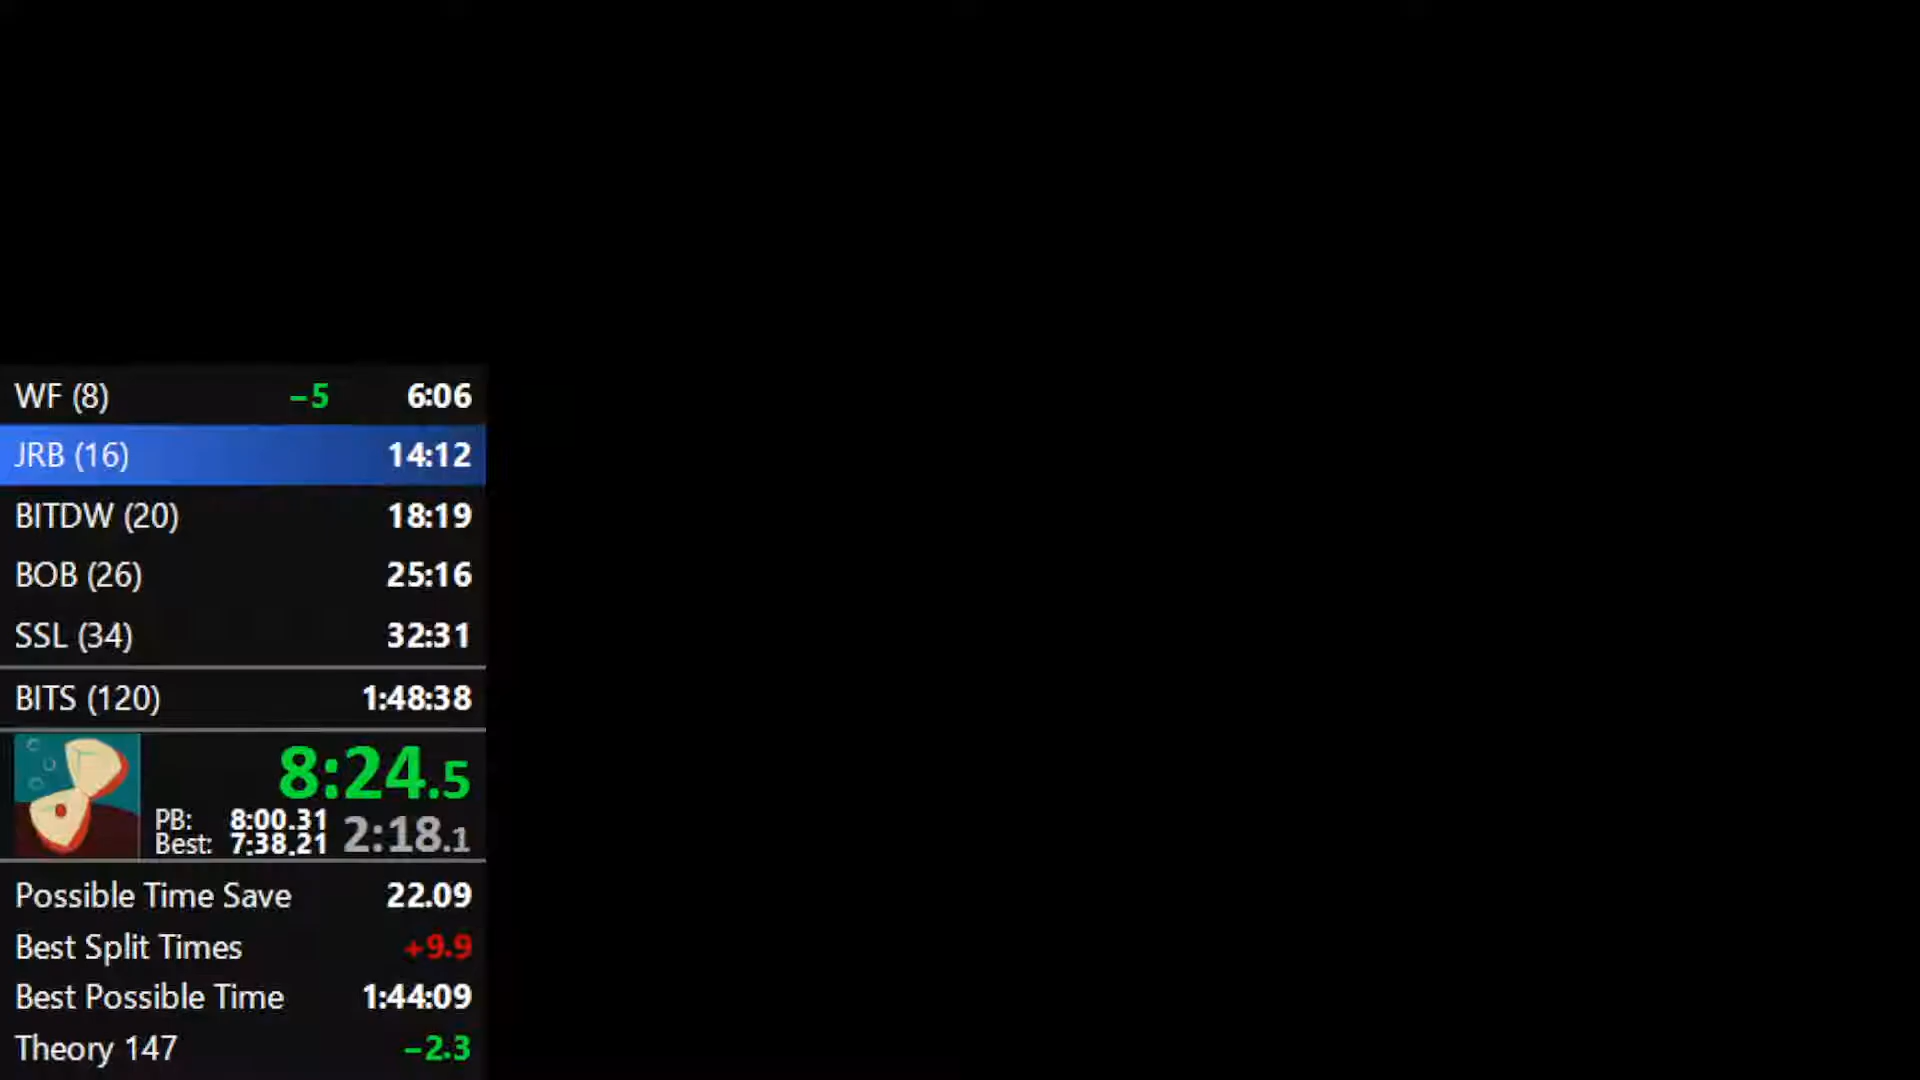 WF (8) −5 6:06
JRB (16) 14:12
BITDW (20) 18:19
BOB (26) 25:16
SSL (34) 32:31
BITS (120) 1:48:38
8:24.5
PB: 8:00.31
Best: 7:38.21 2:18.1
Possible Time Save 22.09
Best Split Times +9.9
Best Possible Time 1:44:09
Theory 147 −2.3